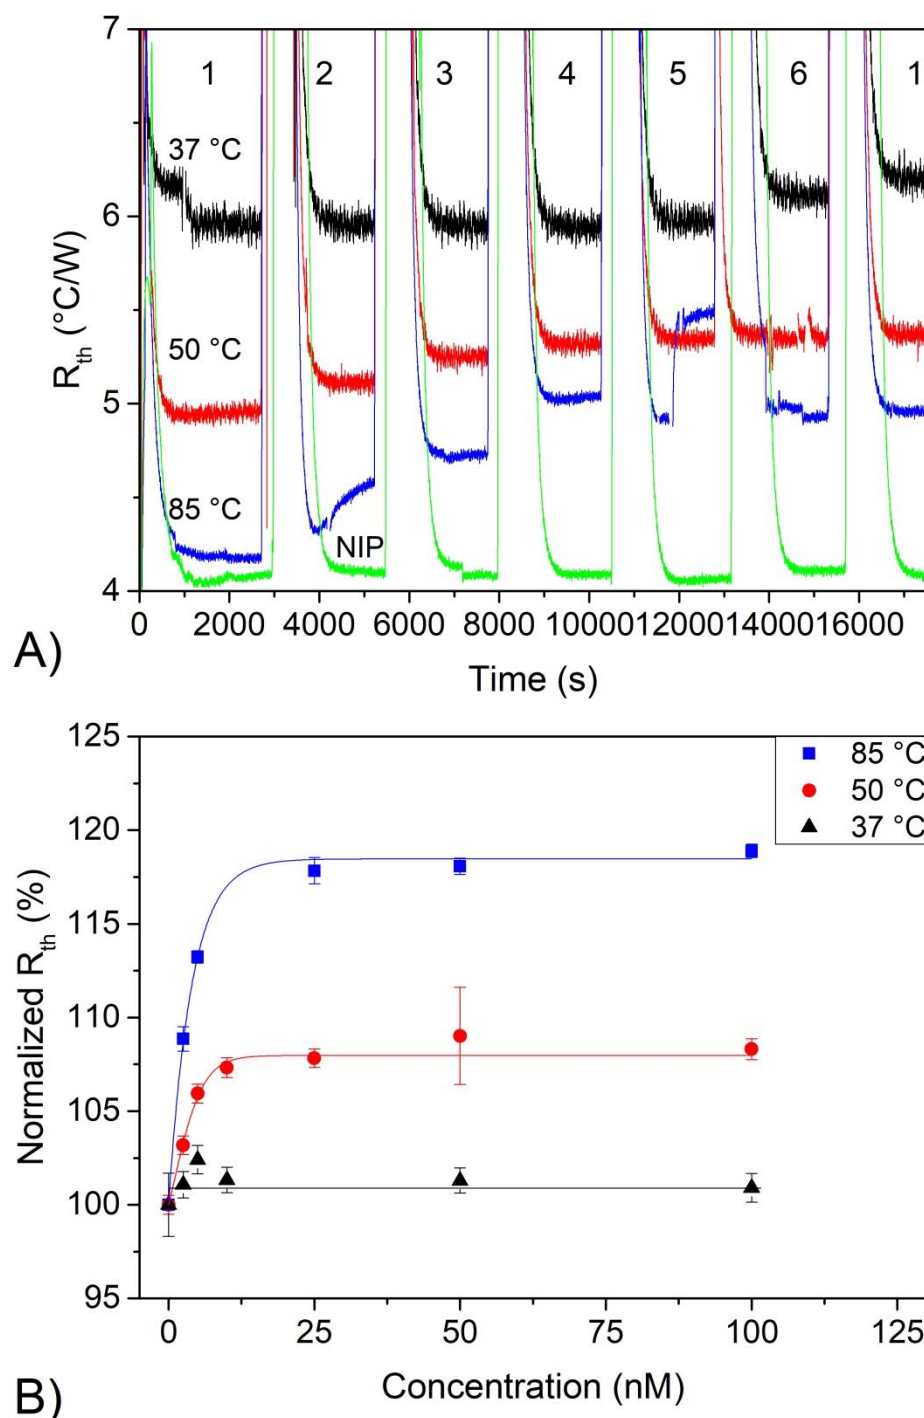 7
1 2 3 4 5 6 1
37 °C
6
R_th (°C/W)
50 °C
5
85 °C
NIP
4
0 2000 4000 6000 8000 10000 12000 14000 16000
A)
Time (s)
125
85 °C
50 °C
37 °C
120
115
Normalized R_th (%)
110
105
100
95
0 25 50 75 100 125
Concentration (nM)
B)